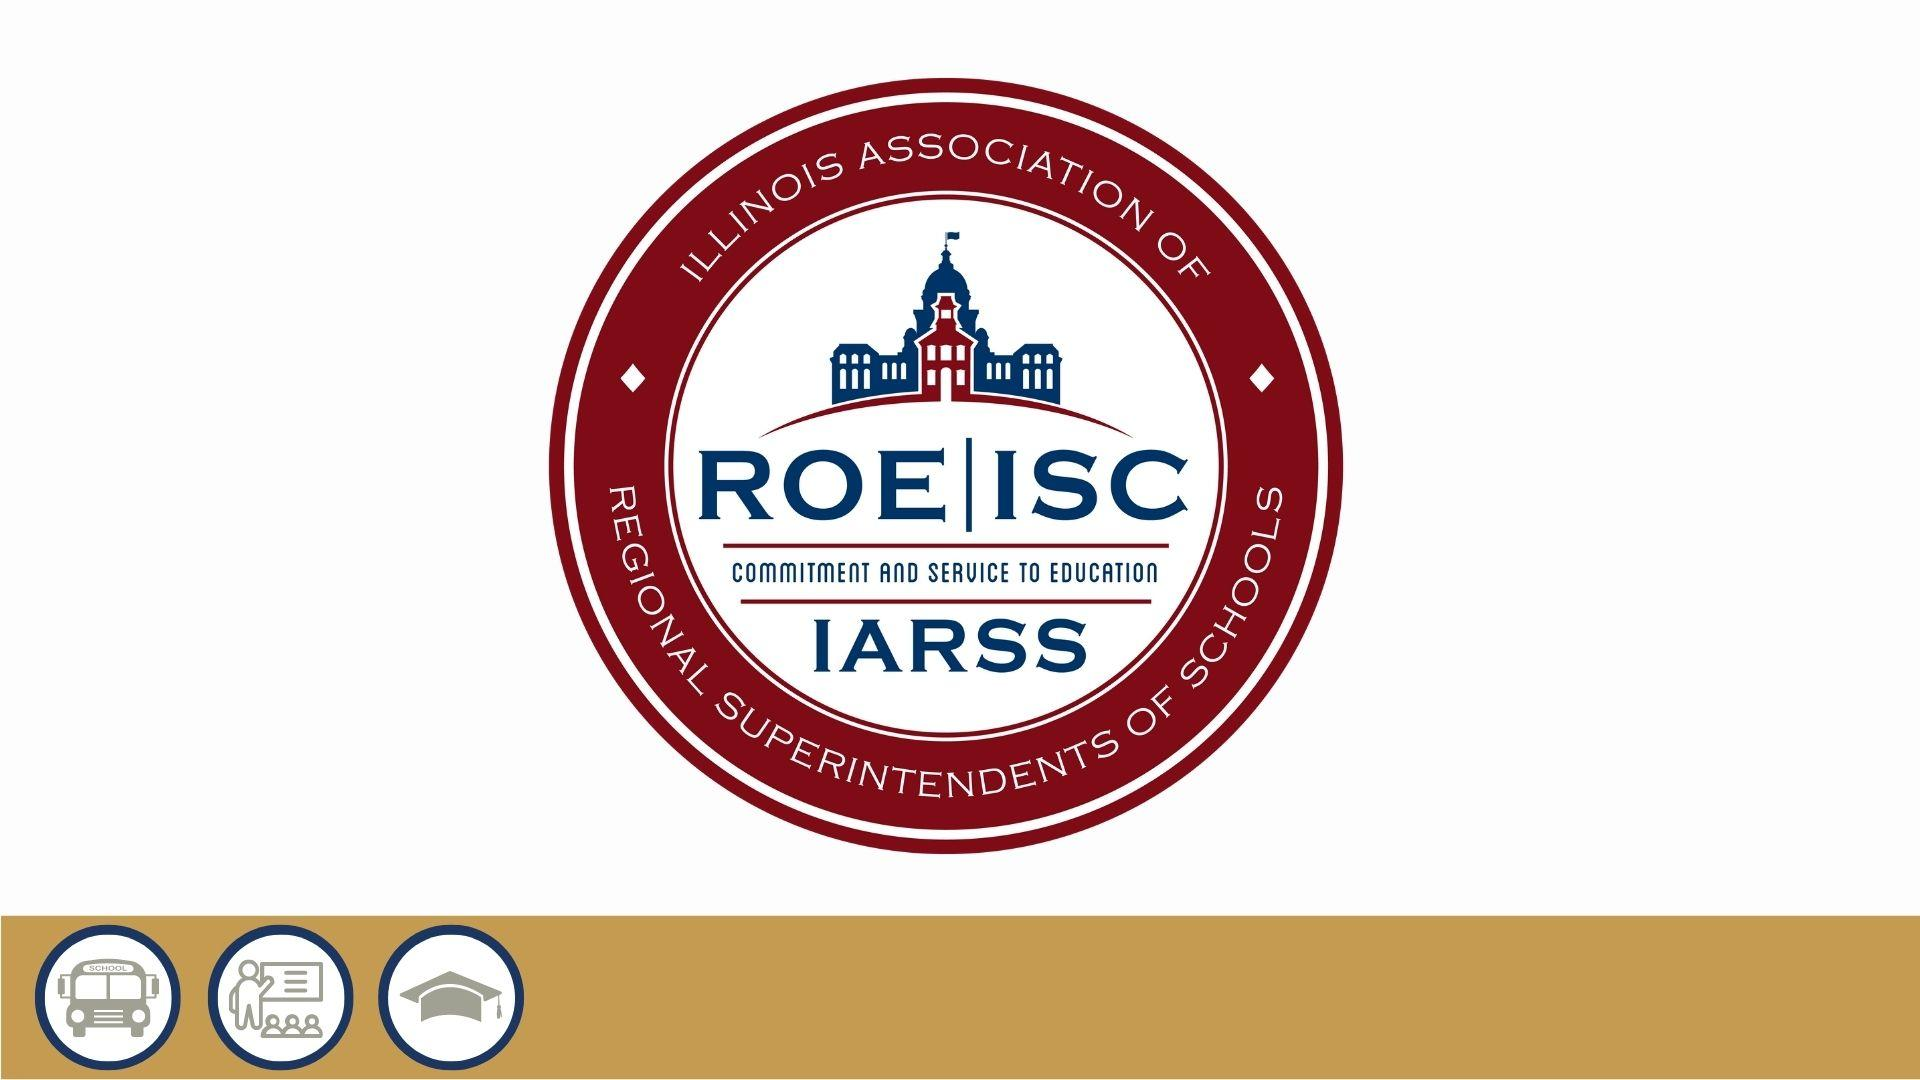 ILLINOIS ASSOCIATION OF
ROE|ISC
COMMITMENT AND SERVICE TO EDUCATION
IARSS
REGIONAL SUPERINTENDENTS OF SCHOOLS
SCHOOL